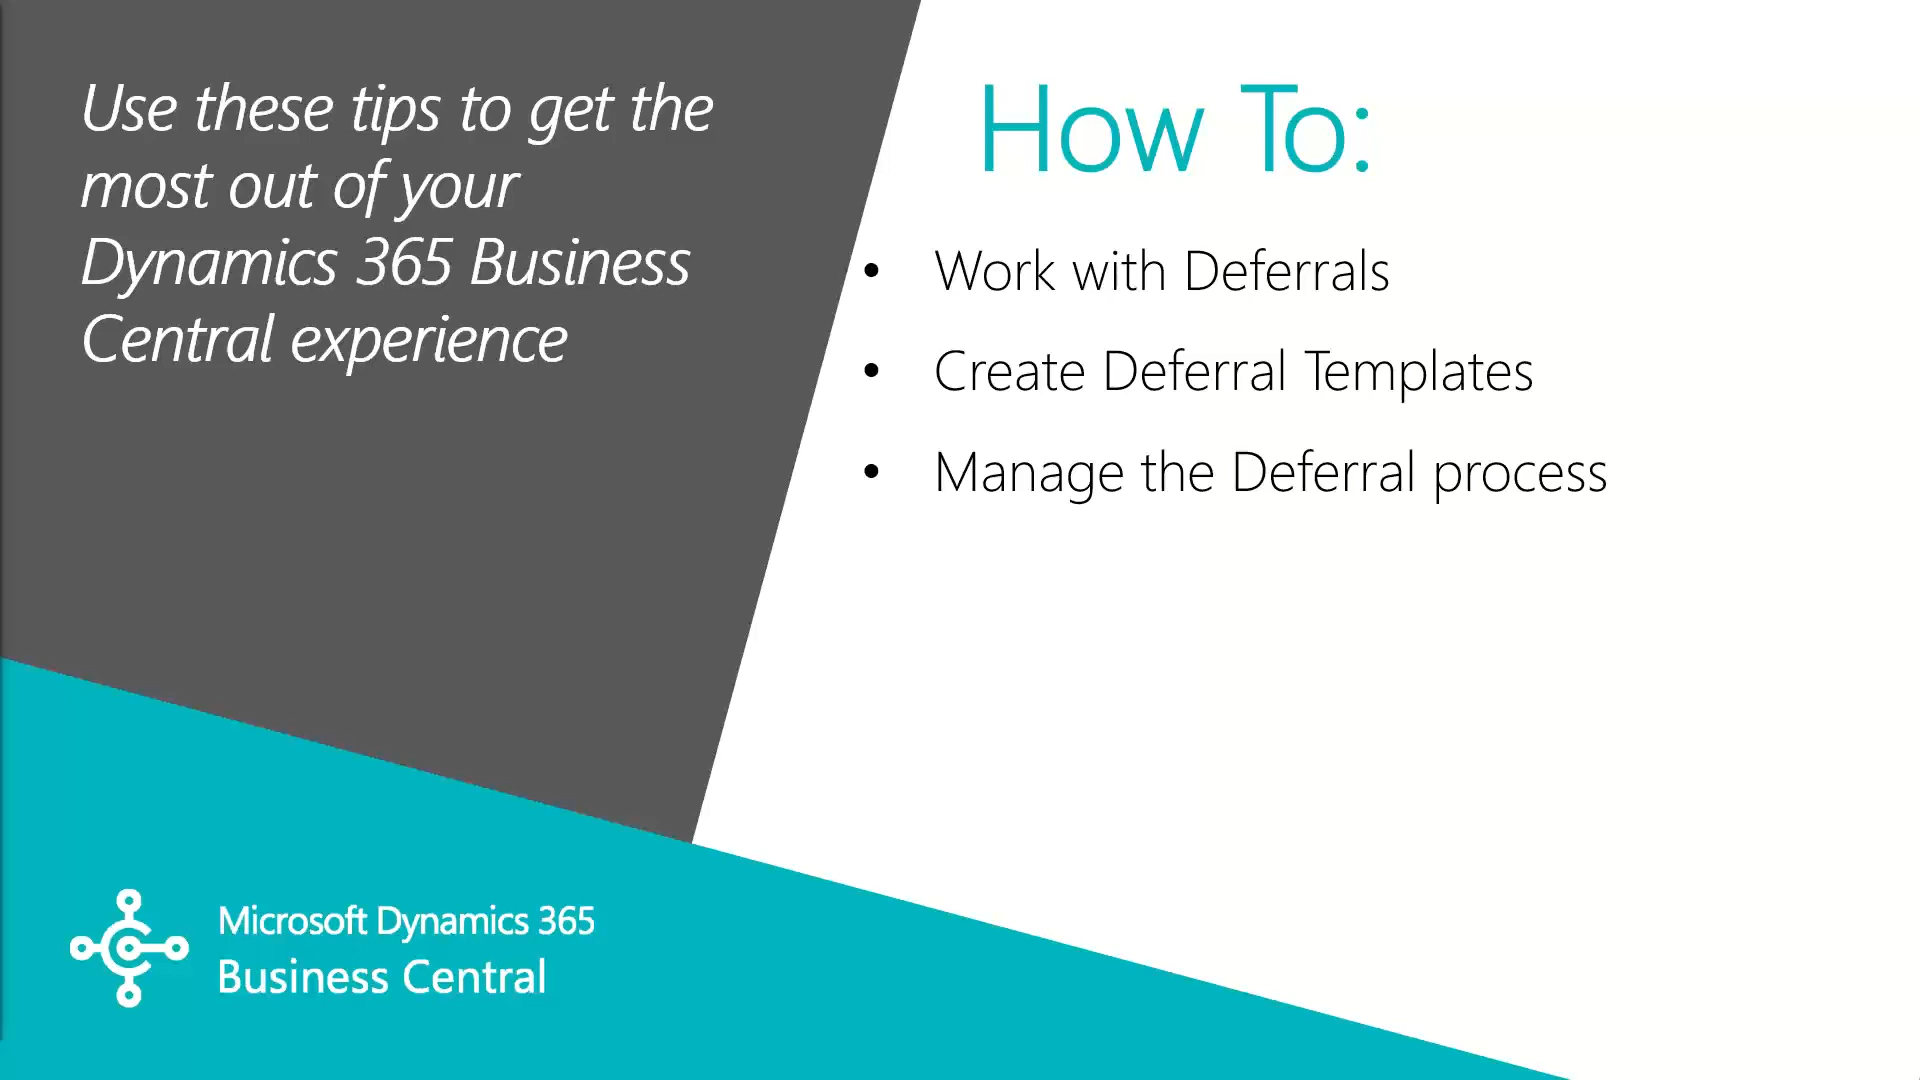 Use these tips to get the
most out of your
Dynamics 365 Business
Central experience
How To:
• Work with Deferrals
• Create Deferral Templates
• Manage the Deferral process
Microsoft Dynamics 365
Business Central